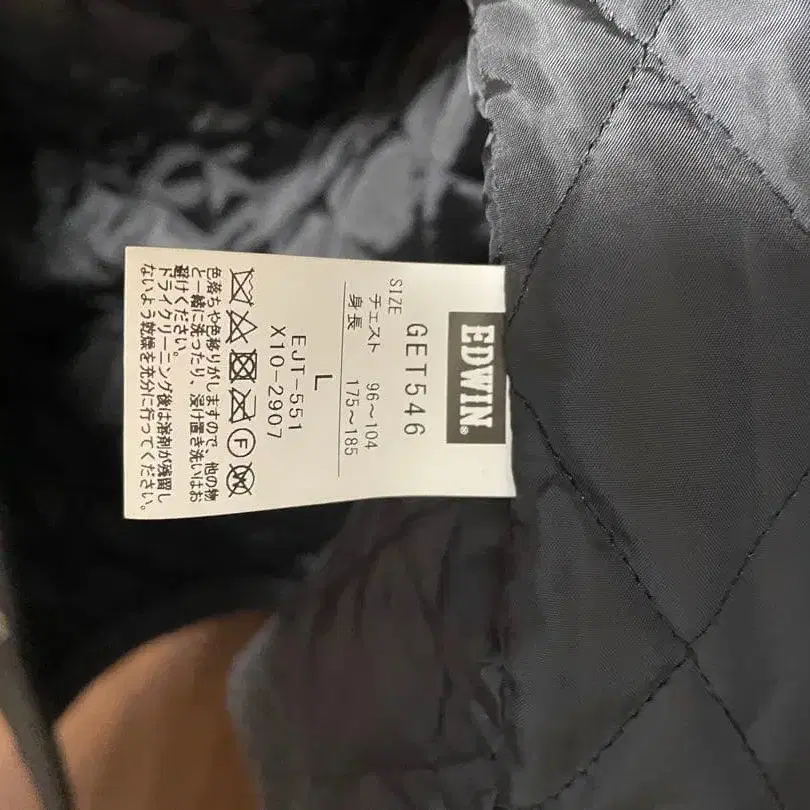 EDWIN®
GET546
SIZE
チェスト 96～104
身長 175～185
L
EJT-551
X10-2907
F
W
色落ちや色移りがしますので、他の物
と一緒に洗ったり、浸け置き洗いはお
避けください。
ドライクリーニング後は溶剤が残留し
ないよう乾燥を充分に行ってください。